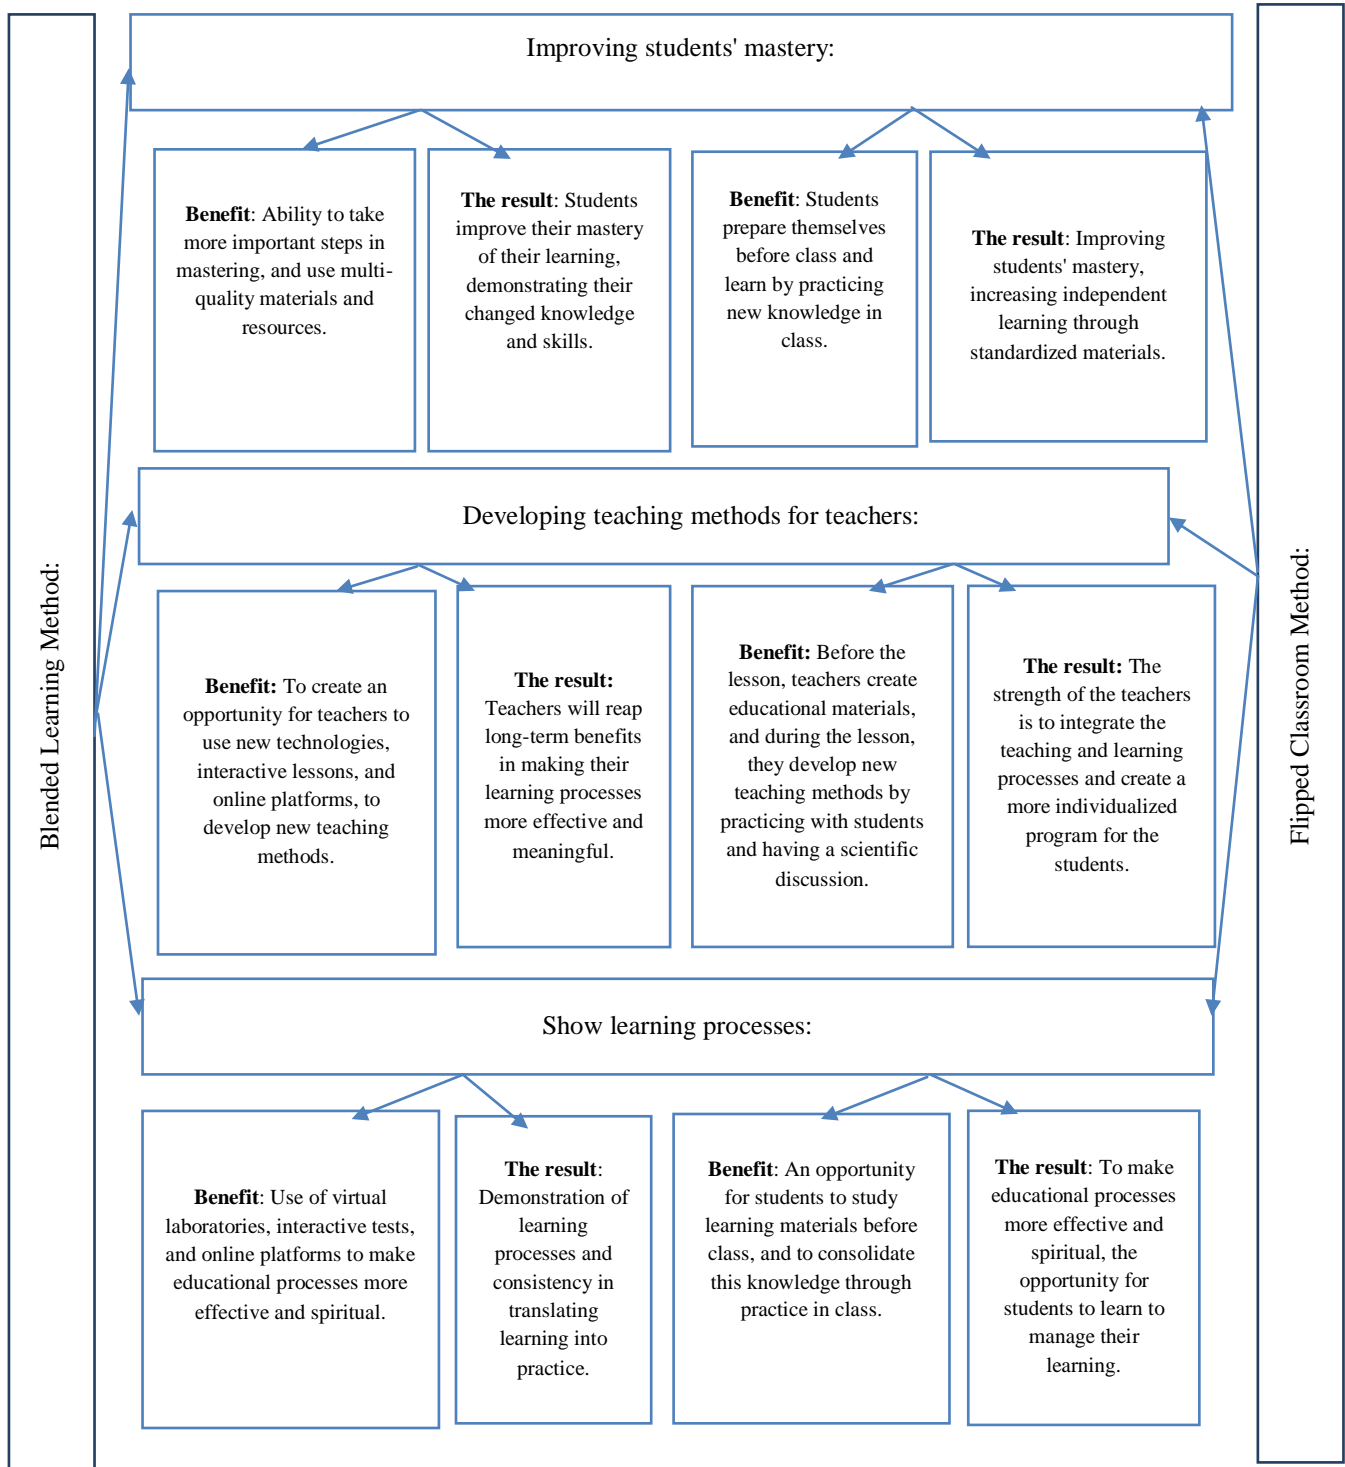 Blended Learning Method:
Improving students' mastery:
Benefit: Ability to take
more important steps in
mastering, and use multi-
quality materials and
resources.
The result: Students
improve their mastery
of their learning,
demonstrating their
changed knowledge
and skills.
Benefit: Students
prepare themselves
before class and
learn by practicing
new knowledge in
class.
The result: Improving
students' mastery,
increasing independent
learning through
standardized materials.
Developing teaching methods for teachers:
Benefit: To create an
opportunity for teachers to
use new technologies,
interactive lessons, and
online platforms, to
develop new teaching
methods.
The result:
Teachers will reap
long-term benefits
in making their
learning processes
more effective and
meaningful.
Benefit: Before the
lesson, teachers create
educational materials,
and during the lesson,
they develop new
teaching methods by
practicing with students
and having a scientific
discussion.
The result: The
strength of the teachers
is to integrate the
teaching and learning
processes and create a
more individualized
program for the
students.
Show learning processes:
Benefit: Use of virtual
laboratories, interactive tests,
and online platforms to make
educational processes more
effective and spiritual.
The result:
Demonstration of
learning
processes and
consistency in
translating
learning into
practice.
Benefit: An opportunity
for students to study
learning materials before
class, and to consolidate
this knowledge through
practice in class.
The result: To make
educational processes
more effective and
spiritual, the
opportunity for
students to learn to
manage their
learning.
Flipped Classroom Method: